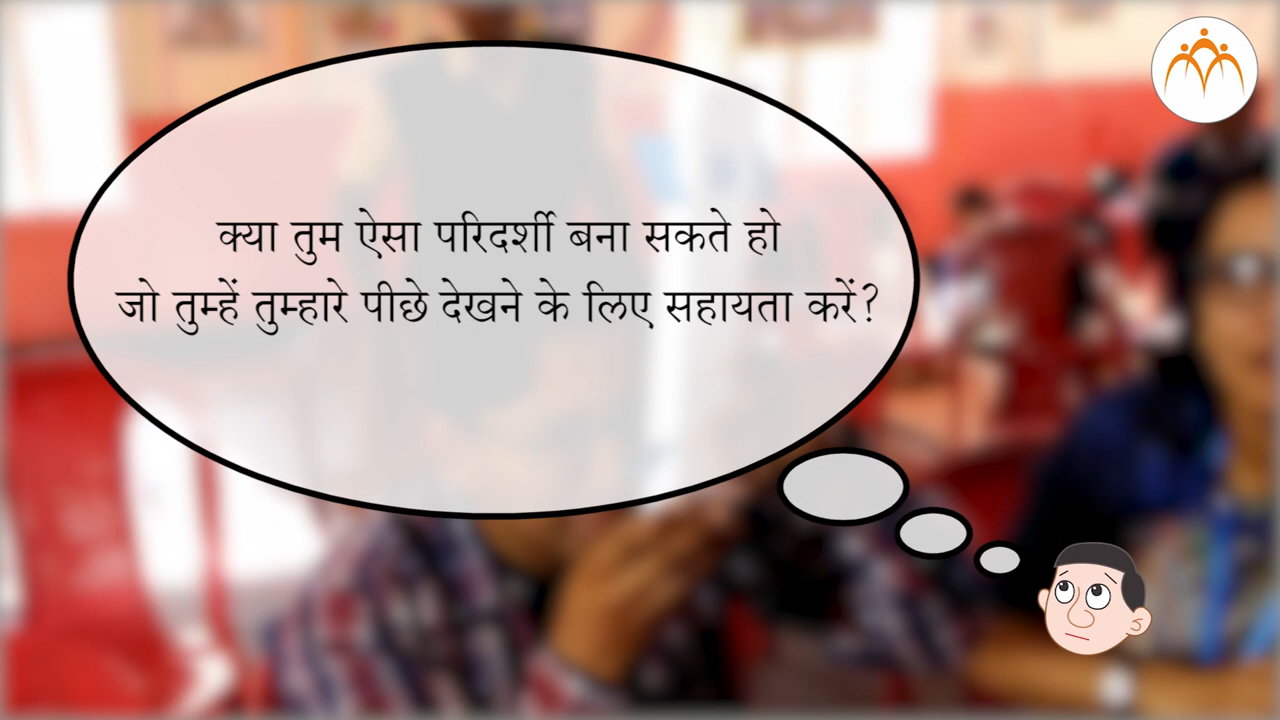 क्या तुम ऐसा परिदर्शी बना सकते हो
जो तुम्हें तुम्हारे पीछे देखने के लिए सहायता करें?